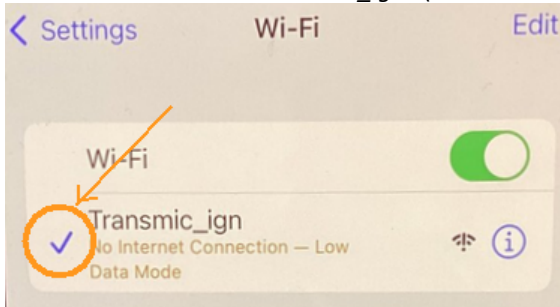 Settings
Wi-Fi
Edit
Wi-Fi
Transmic_ign
No Internet Connection — Low
Data Mode